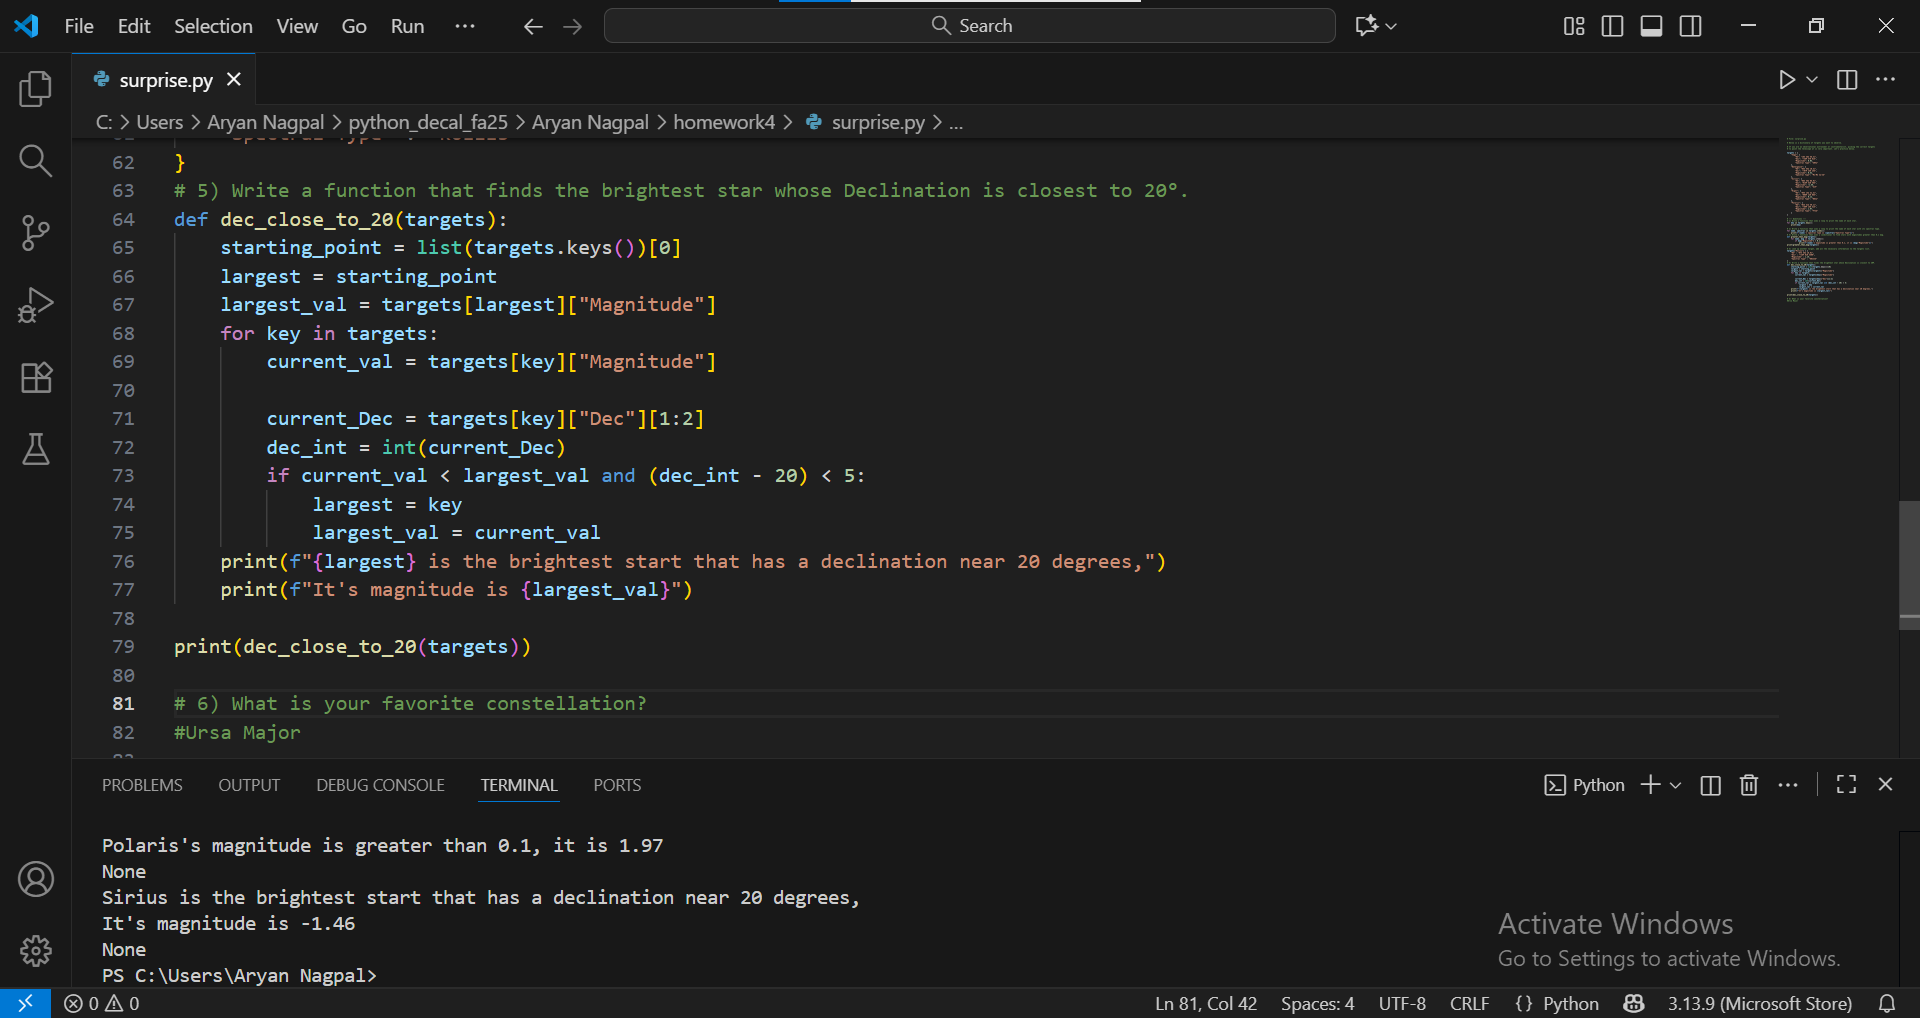 File Edit Selection View Go Run ··· Search
surprise.py
C: > Users > Aryan Nagpal > python_decal_fa25 > Aryan Nagpal > homework4 > surprise.py > ...
62 }
63 # 5) Write a function that finds the brightest star whose Declination is closest to 20°.
64 def dec_close_to_20(targets):
65 starting_point = list(targets.keys())[0]
66 largest = starting_point
67 largest_val = targets[largest]["Magnitude"]
68 for key in targets:
69 current_val = targets[key]["Magnitude"]
70
71 current_Dec = targets[key]["Dec"][1:2]
72 dec_int = int(current_Dec)
73 if current_val < largest_val and (dec_int - 20) < 5:
74 largest = key
75 largest_val = current_val
76 print(f"{largest} is the brightest start that has a declination near 20 degrees,")
77 print(f"It's magnitude is {largest_val}")
78
79 print(dec_close_to_20(targets))
80
81 # 6) What is your favorite constellation?
82 #Ursa Major
PROBLEMS OUTPUT DEBUG CONSOLE TERMINAL PORTS Python
Polaris's magnitude is greater than 0.1, it is 1.97
None
Sirius is the brightest start that has a declination near 20 degrees,
It's magnitude is -1.46
None
PS C:\Users\Aryan Nagpal>
Activate Windows
Go to Settings to activate Windows.
0 0 Ln 81, Col 42 Spaces: 4 UTF-8 CRLF {} Python 3.13.9 (Microsoft Store)